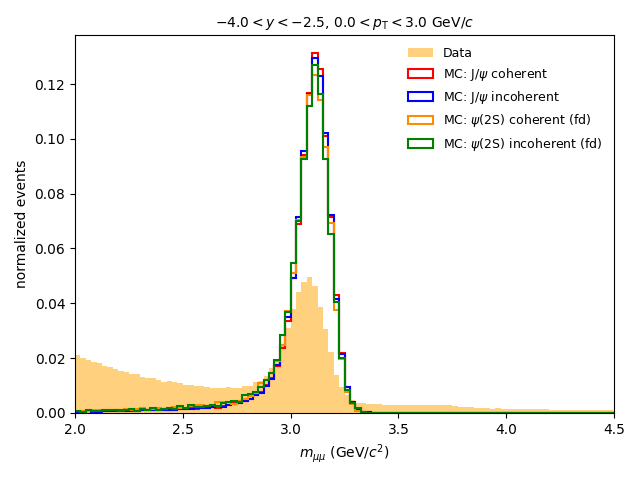 −4.0 < y < −2.5, 0.0 < p_T < 3.0 GeV/c
Data
MC: J/ψ coherent
MC: J/ψ incoherent
MC: ψ(2S) coherent (fd)
MC: ψ(2S) incoherent (fd)
normalized events
0.12
0.10
0.08
0.06
0.04
0.02
0.00
2.0 2.5 3.0 3.5 4.0 4.5
m_μμ (GeV/c²)